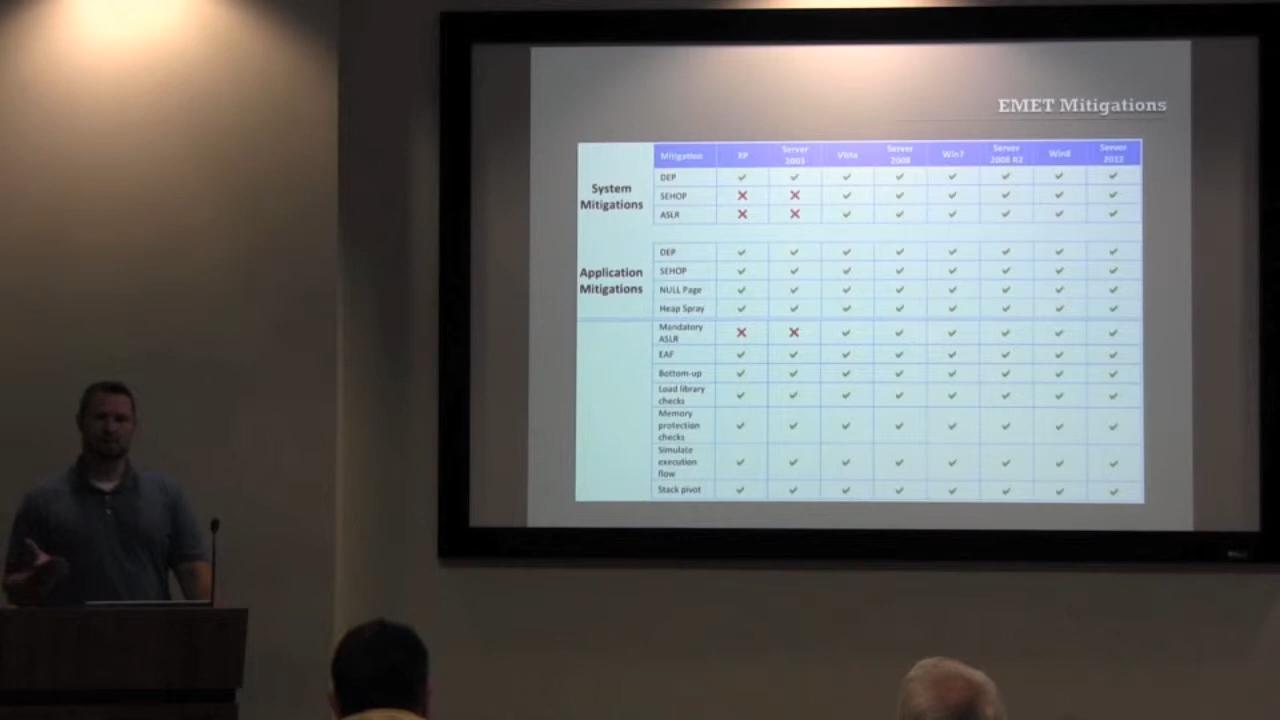 EMET Mitigations
Mitigation XP Server 2003 Vista Server 2008 Win7 Server 2008 R2 Win8 Server 2012
System Mitigations
DEP ✓ ✓ ✓ ✓ ✓ ✓ ✓ ✓
SEHOP ✗ ✗ ✓ ✓ ✓ ✓ ✓ ✓
ASLR ✗ ✗ ✓ ✓ ✓ ✓ ✓ ✓
Application Mitigations
DEP ✓ ✓ ✓ ✓ ✓ ✓ ✓ ✓
SEHOP ✓ ✓ ✓ ✓ ✓ ✓ ✓ ✓
NULL Page ✓ ✓ ✓ ✓ ✓ ✓ ✓ ✓
Heap Spray ✓ ✓ ✓ ✓ ✓ ✓ ✓ ✓
Mandatory ASLR ✗ ✗ ✓ ✓ ✓ ✓ ✓ ✓
EAF ✓ ✓ ✓ ✓ ✓ ✓ ✓ ✓
Bottom-up ✓ ✓ ✓ ✓ ✓ ✓ ✓ ✓
Load library checks ✓ ✓ ✓ ✓ ✓ ✓ ✓ ✓
Memory protection checks ✓ ✓ ✓ ✓ ✓ ✓ ✓ ✓
Simulate execution flow ✓ ✓ ✓ ✓ ✓ ✓ ✓ ✓
Stack pivot ✓ ✓ ✓ ✓ ✓ ✓ ✓ ✓